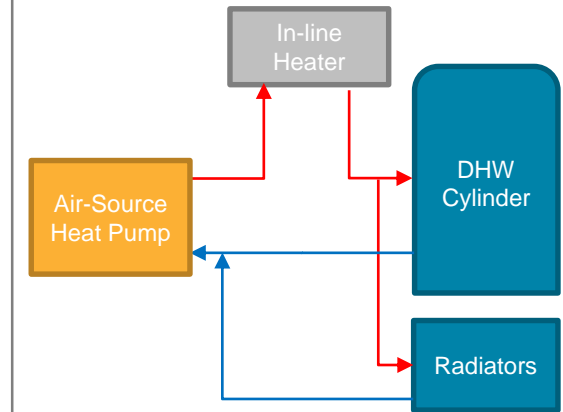 In-line
Heater
DHW
Cylinder
Air-Source
Heat Pump
Radiators